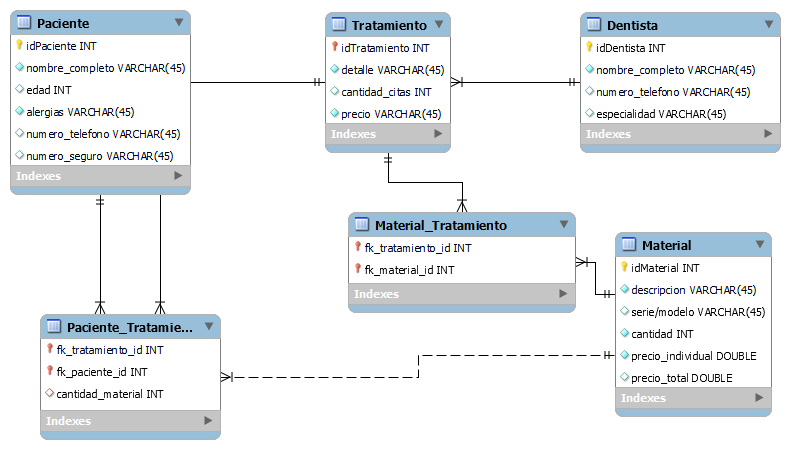 Paciente
idPaciente INT
nombre_completo VARCHAR(45)
edad INT
alergias VARCHAR(45)
numero_telefono VARCHAR(45)
numero_seguro VARCHAR(45)
Indexes
Tratamiento
idTratamiento INT
detalle VARCHAR(45)
cantidad_citas INT
precio VARCHAR(45)
Indexes
Dentista
idDentista INT
nombre_completo VARCHAR(45)
numero_telefono VARCHAR(45)
especialidad VARCHAR(45)
Indexes
Material_Tratamiento
fk_tratamiento_id INT
fk_material_id INT
Indexes
Material
idMaterial INT
descripcion VARCHAR(45)
serie/modelo VARCHAR(45)
cantidad INT
precio_individual DOUBLE
precio_total DOUBLE
Indexes
Paciente_Tratamie...
fk_tratamiento_id INT
fk_paciente_id INT
cantidad_material INT
Indexes